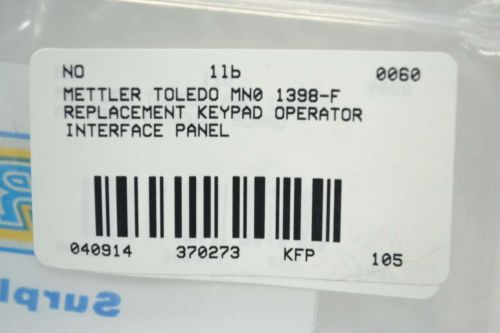 NO 1lb 0060
METTLER TOLEDO MN0 1398-F
REPLACEMENT KEYPAD OPERATOR
INTERFACE PANEL
040914 370273 KFP 105
Surpl